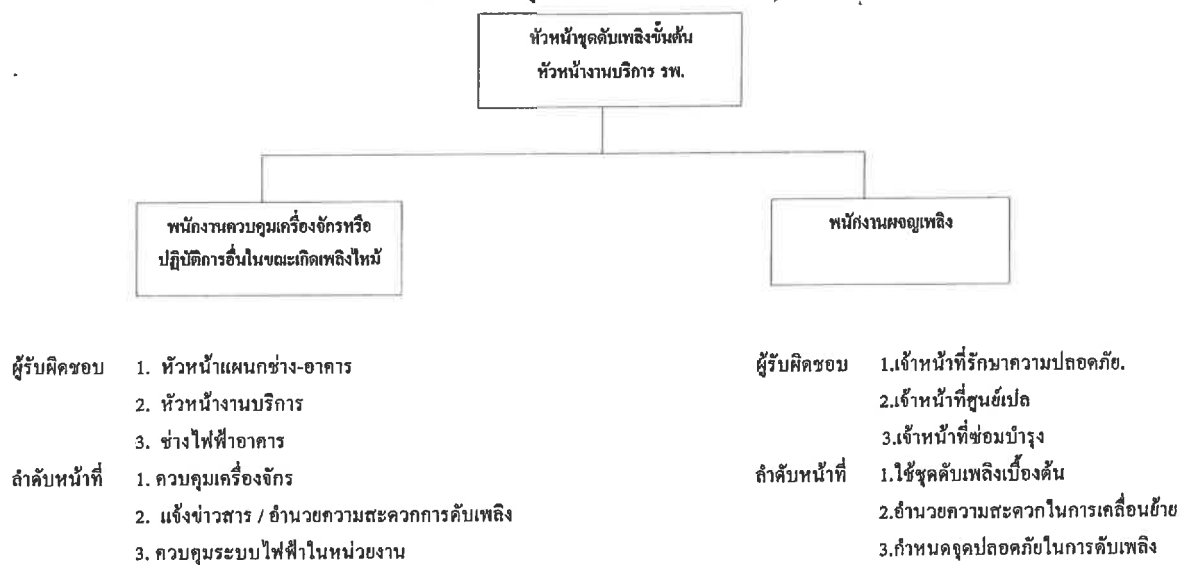 หัวหน้าชุดดับเพลิงขั้นต้น
หัวหน้างานบริการ รพ.
พนักงานควบคุมเครื่องจักรหรือ
ปฏิบัติการอื่นในขณะเกิดเพลิงไหม้
พนักงานผจญเพลิง
ผู้รับผิดชอบ 1. หัวหน้าแผนกช่าง-อาคาร
2. หัวหน้างานบริการ
3. ช่างไฟฟ้าอาคาร
ลำดับหน้าที่ 1. ควบคุมเครื่องจักร
2. แจ้งข่าวสาร / อำนวยความสะดวกการดับเพลิง
3. ควบคุมระบบไฟฟ้าในหน่วยงาน
ผู้รับผิดชอบ 1.เจ้าหน้าที่รักษาความปลอดภัย.
2.เจ้าหน้าที่ศูนย์เปล
3.เจ้าหน้าที่ซ่อมบำรุง
ลำดับหน้าที่ 1.ใช้ชุดดับเพลิงเบื้องต้น
2.อำนวยความสะดวกในการเคลื่อนย้าย
3.กำหนดจุดปลอดภัยในการดับเพลิง